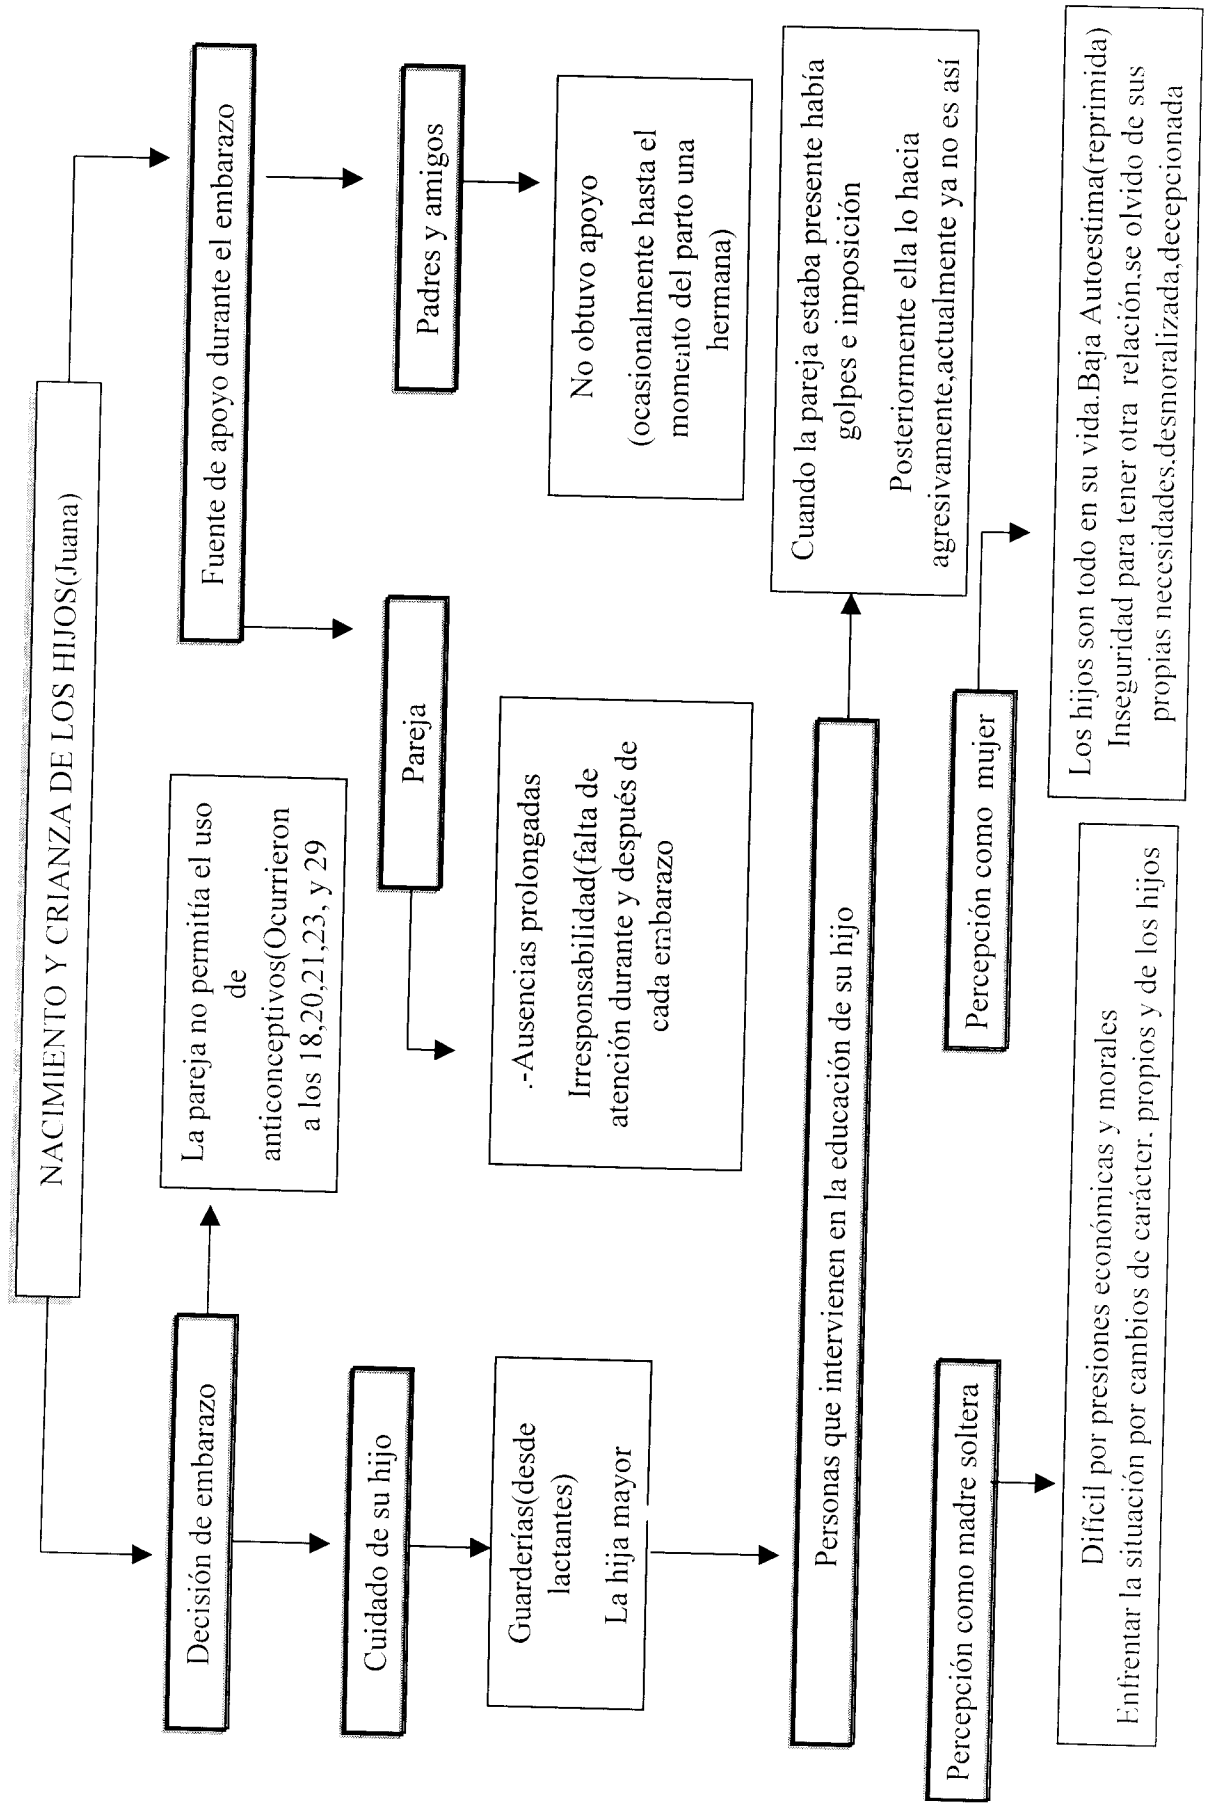 NACIMIENTO Y CRIANZA DE LOS HIJOS(Juana)
Decisión de embarazo
La pareja no permitía el uso
de
anticonceptivos(Ocurrieron
a los 18,20,21,23, y 29
Fuente de apoyo durante el embarazo
Cuidado de su hijo
Pareja
Padres y amigos
Guarderías(desde
lactantes)
La hija mayor
.-Ausencias prolongadas
Irresponsabilidad(falta de
atención durante y después de
cada embarazo
No obtuvo apoyo
(ocasionalmente hasta el
momento del parto una
hermana)
Personas que intervienen en la educación de su hijo
Cuando la pareja estaba presente había
golpes e imposición
Posteriormente ella lo hacia
agresivamente,actualmente ya no es así
Percepción como madre soltera
Percepción como mujer
Difícil por presiones económicas y morales
Enfrentar la situación por cambios de carácter. propios y de los hijos
Los hijos son todo en su vida.Baja Autoestima(reprimida)
Inseguridad para tener otra relación,se olvido de sus
propias necesidades,desmoralizada,decepcionada